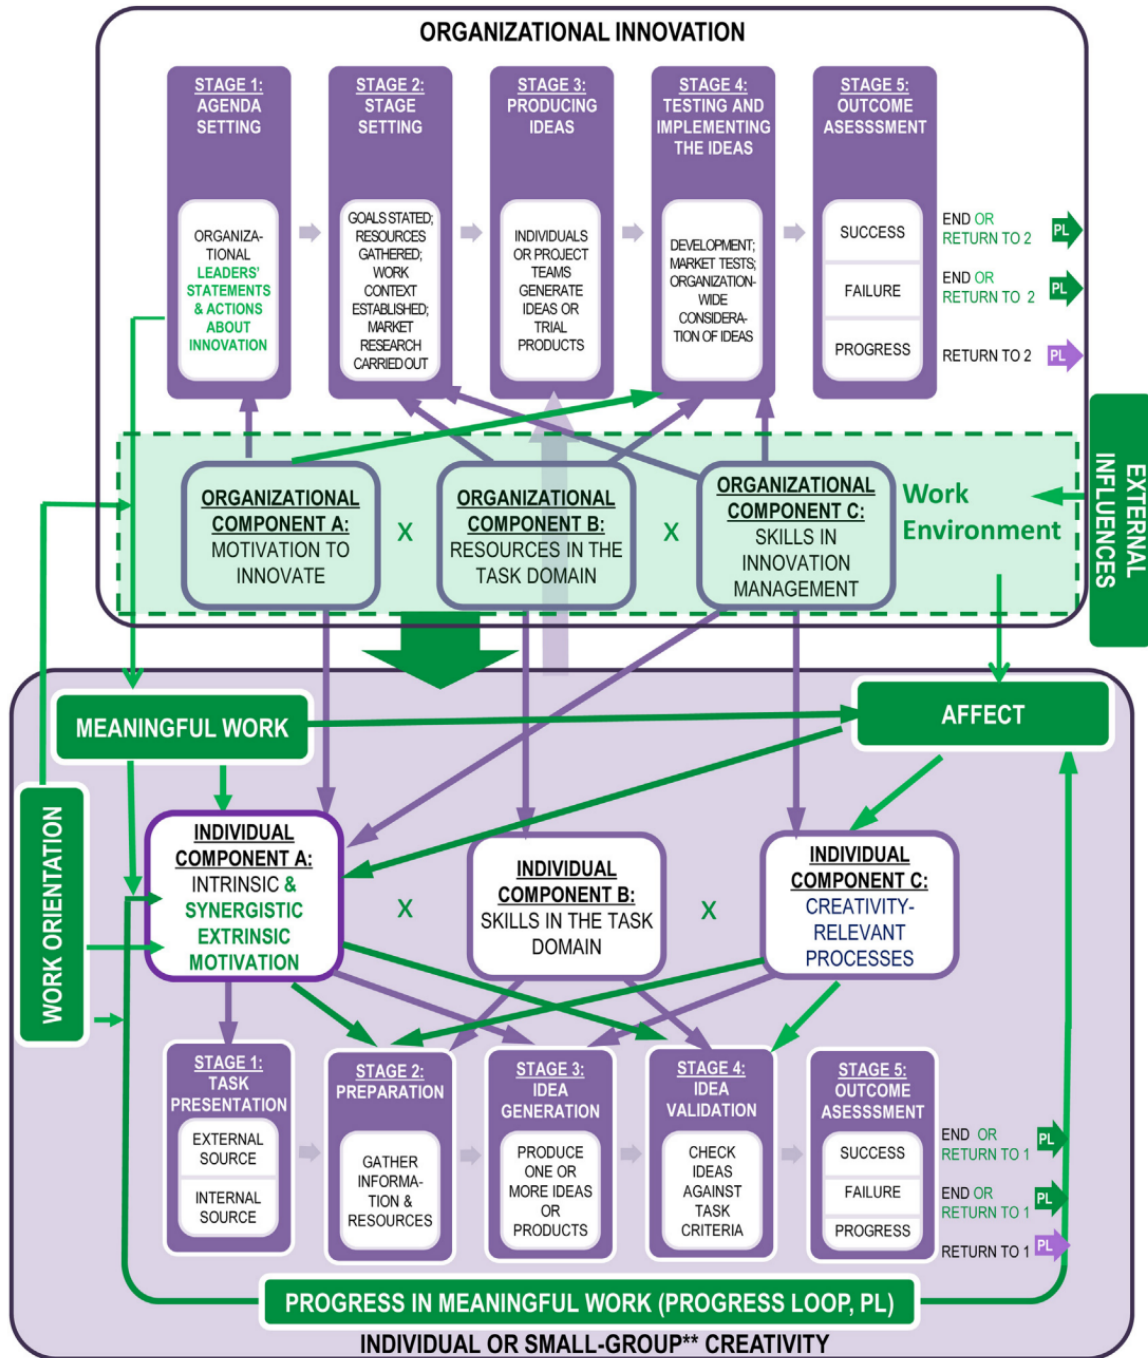 ORGANIZATIONAL INNOVATION
STAGE 1:
AGENDA
SETTING
ORGANIZA-
TIONAL
LEADERS'
STATEMENTS
& ACTIONS
ABOUT
INNOVATION
STAGE 2:
STAGE
SETTING
GOALS STATED;
RESOURCES
GATHERED;
WORK
CONTEXT
ESTABLISHED;
MARKET
RESEARCH
CARRIED OUT
STAGE 3:
PRODUCING
IDEAS
INDIVIDUALS
OR PROJECT
TEAMS
GENERATE
IDEAS OR
TRIAL
PRODUCTS
STAGE 4:
TESTING AND
IMPLEMENTING
THE IDEAS
DEVELOPMENT;
MARKET TESTS;
ORGANIZATION-
WIDE
CONSIDERA-
TION OF IDEAS
STAGE 5:
OUTCOME
ASESSSMENT
SUCCESS
FAILURE
PROGRESS
END OR
RETURN TO 2
PL
END OR
RETURN TO 2
PL
RETURN TO 2
PL
ORGANIZATIONAL
COMPONENT A:
MOTIVATION TO
INNOVATE
X
ORGANIZATIONAL
COMPONENT B:
RESOURCES IN THE
TASK DOMAIN
X
ORGANIZATIONAL
COMPONENT C:
SKILLS IN
INNOVATION
MANAGEMENT
Work
Environment
EXTERNAL
INFLUENCES
MEANINGFUL WORK
AFFECT
WORK ORIENTATION
INDIVIDUAL
COMPONENT A:
INTRINSIC &
SYNERGISTIC
EXTRINSIC
MOTIVATION
X
INDIVIDUAL
COMPONENT B:
SKILLS IN THE TASK
DOMAIN
X
INDIVIDUAL
COMPONENT C:
CREATIVITY-
RELEVANT
PROCESSES
STAGE 1:
TASK
PRESENTATION
EXTERNAL
SOURCE
INTERNAL
SOURCE
STAGE 2:
PREPARATION
GATHER
INFORMA-
TION &
RESOURCES
STAGE 3:
IDEA
GENERATION
PRODUCE
ONE OR
MORE IDEAS
OR
PRODUCTS
STAGE 4:
IDEA
VALIDATION
CHECK
IDEAS
AGAINST
TASK
CRITERIA
STAGE 5:
OUTCOME
ASESSSMENT
SUCCESS
FAILURE
PROGRESS
END OR
RETURN TO 1
PL
END OR
RETURN TO 1
PL
RETURN TO 1
PL
PROGRESS IN MEANINGFUL WORK (PROGRESS LOOP, PL)
INDIVIDUAL OR SMALL-GROUP** CREATIVITY